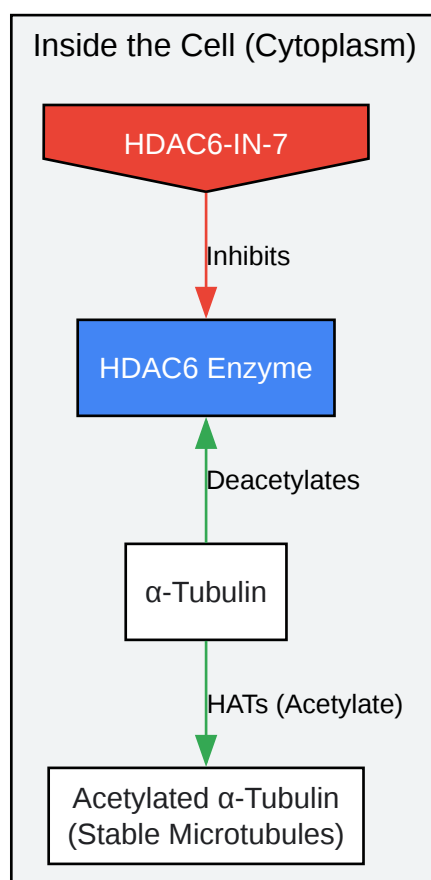 Inside the Cell (Cytoplasm)
HDAC6-IN-7
Inhibits
HDAC6 Enzyme
Deacetylates
α-Tubulin
HATs (Acetylate)
Acetylated α-Tubulin
(Stable Microtubules)